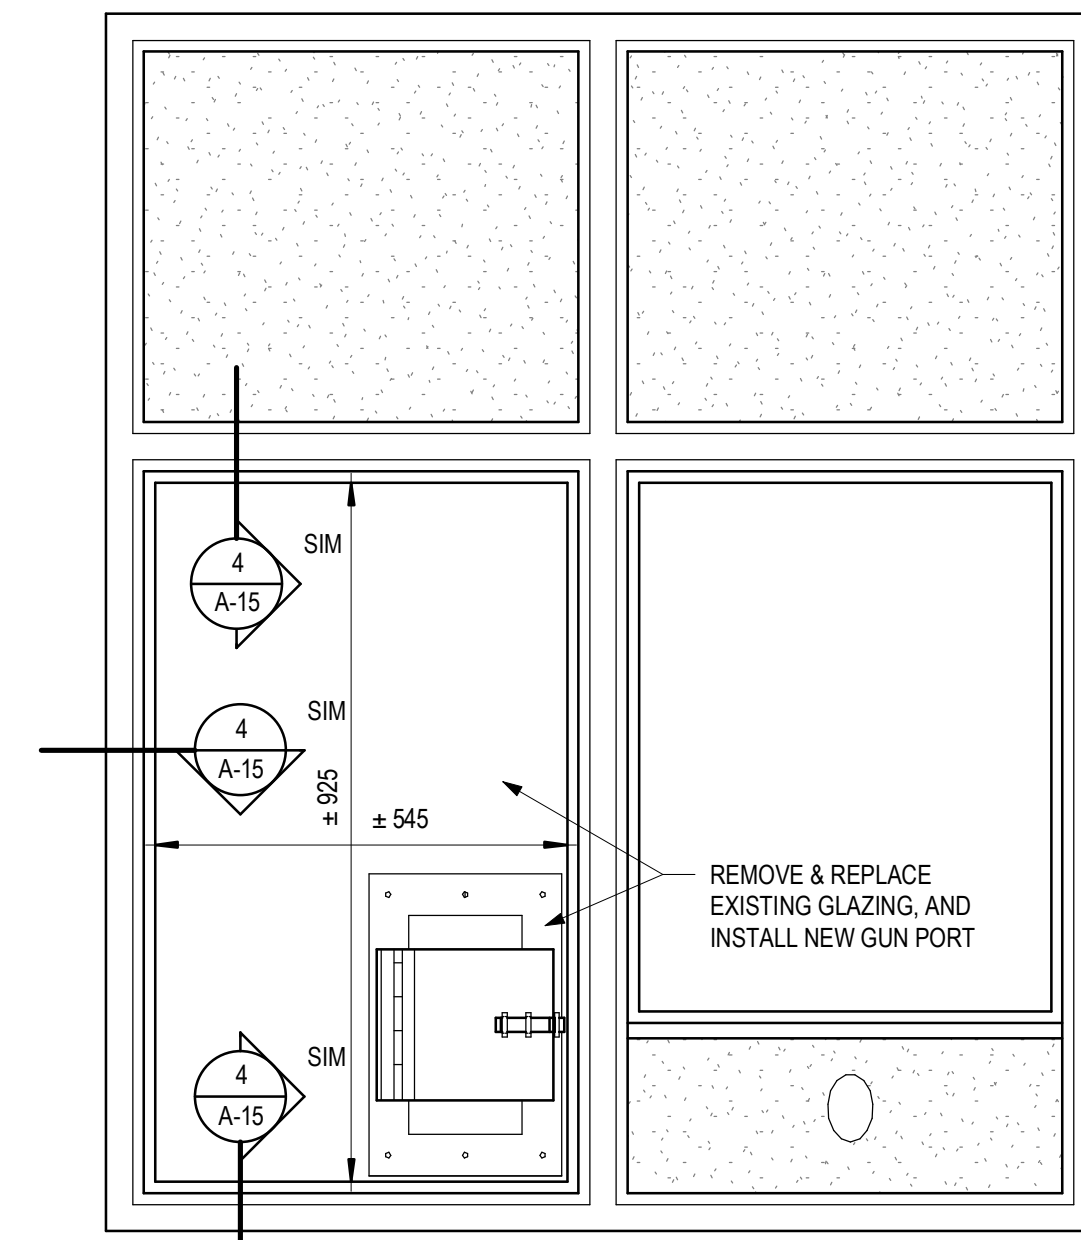 4
A-15
SIM
4
A-15
SIM
± 925
± 545
REMOVE & REPLACE
EXISTING GLAZING, AND
INSTALL NEW GUN PORT
4
A-15
SIM